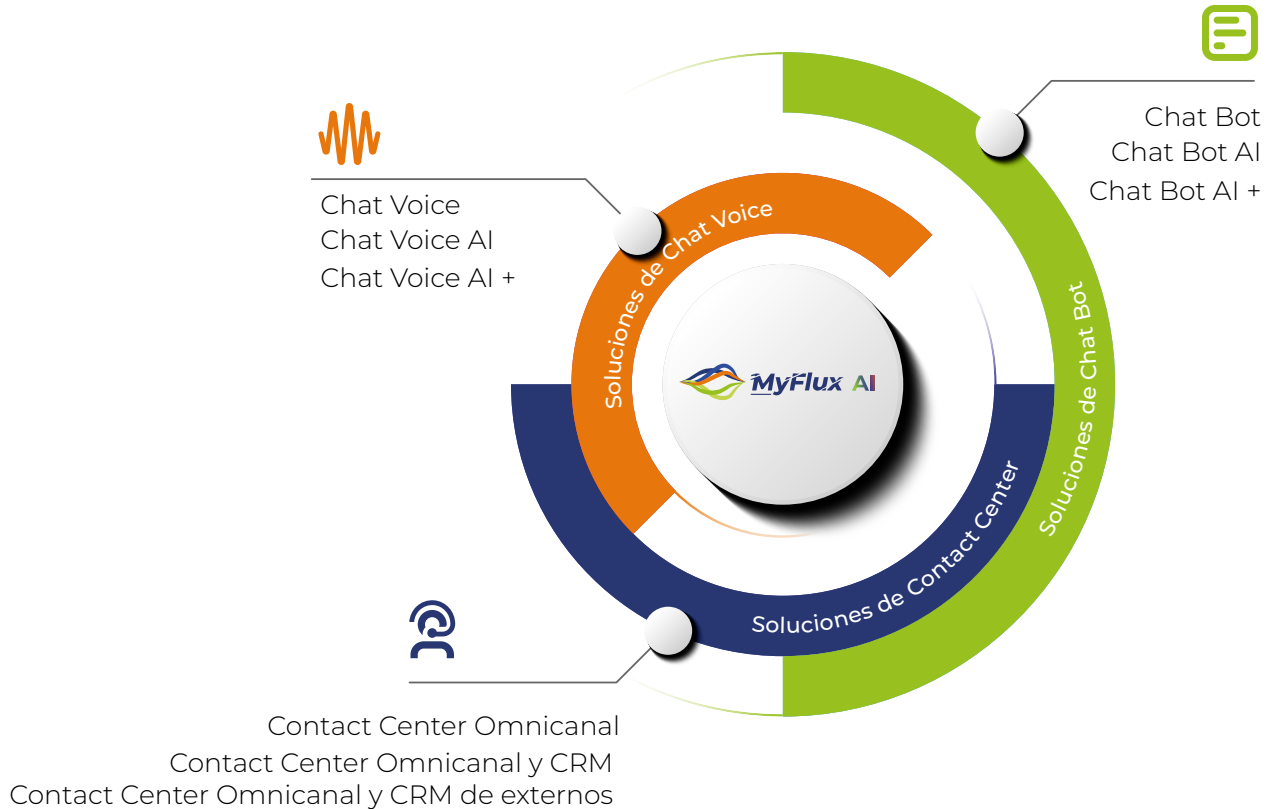 Chat Bot
Chat Bot AI
Chat Bot AI +
Chat Voice
Chat Voice AI
Chat Voice AI +
Soluciones de Chat Voice
Soluciones de Chat Bot
MyFlux AI
Soluciones de Contact Center
Contact Center Omnicanal
Contact Center Omnicanal y CRM
Contact Center Omnicanal y CRM de externos